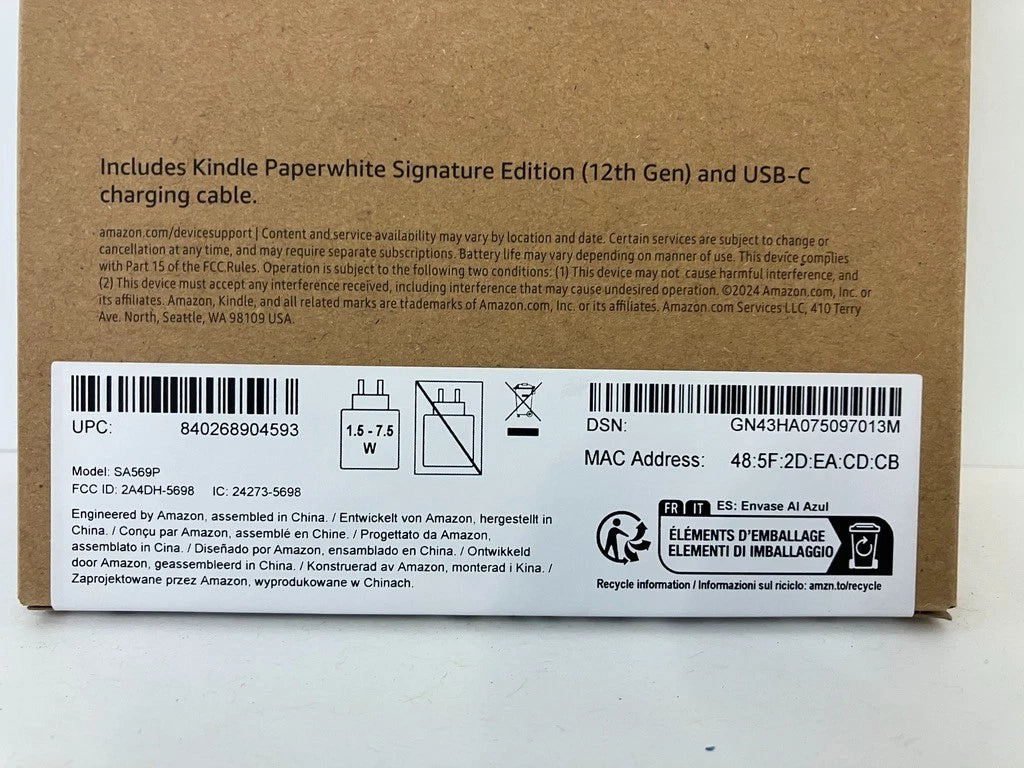 Includes Kindle Paperwhite Signature Edition (12th Gen) and USB-C
charging cable.
amazon.com/devicesupport | Content and service availability may vary by location and date. Certain services are subject to change or
cancellation at any time, and may require separate subscriptions. Battery life may vary depending on manner of use. This device complies
with Part 15 of the FCC Rules. Operation is subject to the following two conditions: (1) This device may not cause harmful interference, and
(2) This device must accept any interference received, including interference that may cause undesired operation. ©2024 Amazon.com, Inc. or
its affiliates. Amazon, Kindle, and all related marks are trademarks of Amazon.com, Inc. or its affiliates. Amazon.com Services LLC, 410 Terry
Ave. North, Seattle, WA 98109 USA.
UPC: 840268904593
Model: SA569P
FCC ID: 2A4DH-5698 IC: 24273-5698
Engineered by Amazon, assembled in China. / Entwickelt von Amazon, hergestellt in
China. / Conçu par Amazon, assemblé en Chine. / Progettato da Amazon,
assemblato in Cina. / Diseñado por Amazon, ensamblado en China. / Ontwikkeld
door Amazon, geassembleerd in China. / Konstruerad av Amazon, monterad i Kina. /
Zaprojektowane przez Amazon, wyprodukowane w Chinach.
1.5 - 7.5
W
DSN: GN43HA075097013M
MAC Address: 48:5F:2D:EA:CD:CB
FR IT ES: Envase Al Azul
ÉLÉMENTS D'EMBALLAGE
ELEMENTI DI IMBALLAGGIO
Recycle information / Informazioni sul riciclo: amzn.to/recycle